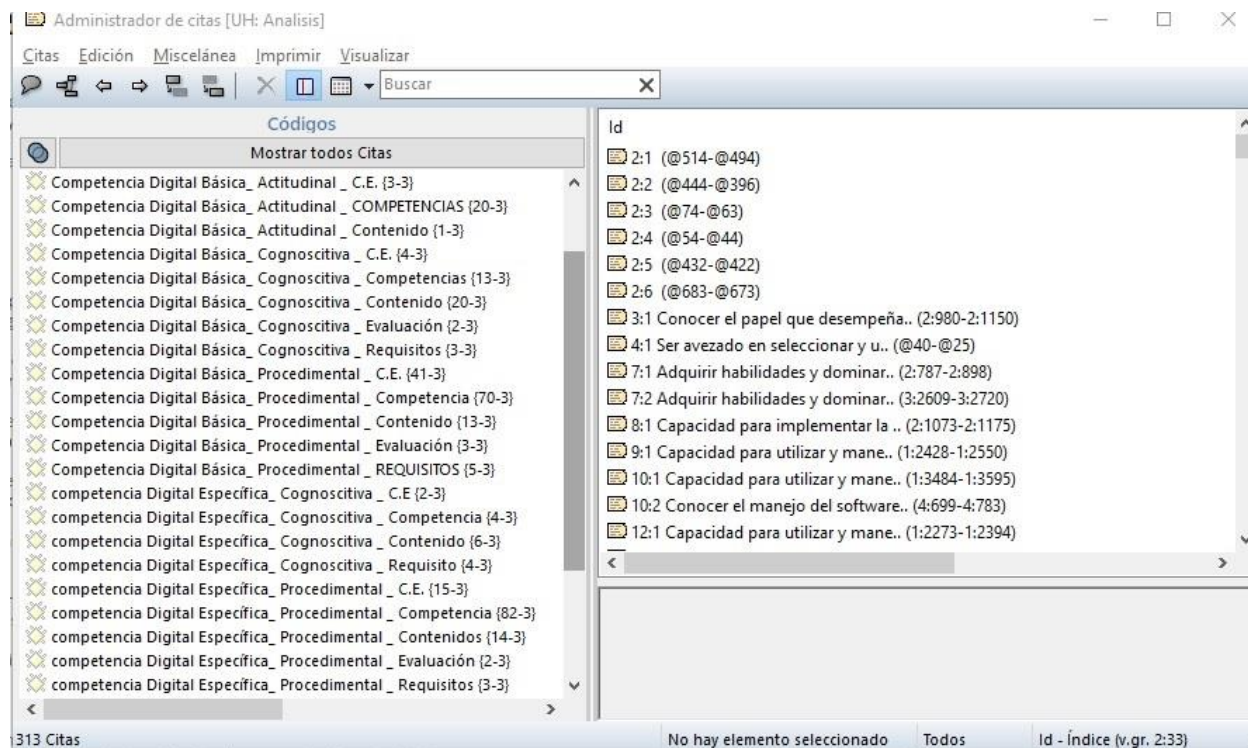 Administrador de citas [UH: Analisis]
Citas Edición Miscelánea Imprimir Visualizar
Buscar
Códigos
Mostrar todos Citas
Competencia Digital Básica_ Actitudinal _ C.E. {3-3}
Competencia Digital Básica_ Actitudinal _ COMPETENCIAS {20-3}
Competencia Digital Básica_ Actitudinal _ Contenido {1-3}
Competencia Digital Básica_ Cognoscitiva _ C.E. {4-3}
Competencia Digital Básica_ Cognoscitiva _ Competencias {13-3}
Competencia Digital Básica_ Cognoscitiva _ Contenido {20-3}
Competencia Digital Básica_ Cognoscitiva _ Evaluación {2-3}
Competencia Digital Básica_ Cognoscitiva _ Requisitos {3-3}
Competencia Digital Básica_ Procedimental _ C.E. {41-3}
Competencia Digital Básica_ Procedimental _ Competencia {70-3}
Competencia Digital Básica_ Procedimental _ Contenido {13-3}
Competencia Digital Básica_ Procedimental _ Evaluación {3-3}
Competencia Digital Básica_ Procedimental _ REQUISITOS {5-3}
competencia Digital Específica_ Cognoscitiva _ C.E {2-3}
competencia Digital Específica_ Cognoscitiva _ Competencia {4-3}
competencia Digital Específica_ Cognoscitiva _ Contenido {6-3}
competencia Digital Específica_ Cognoscitiva _ Requisito {4-3}
competencia Digital Específica_ Procedimental _ C.E. {15-3}
competencia Digital Específica_ Procedimental _ Competencia {82-3}
competencia Digital Específica_ Procedimental _ Contenidos {14-3}
competencia Digital Específica_ Procedimental _ Evaluación {2-3}
competencia Digital Específica_ Procedimental _ Requisitos {3-3}
Id
2:1 (@514-@494)
2:2 (@444-@396)
2:3 (@74-@63)
2:4 (@54-@44)
2:5 (@432-@422)
2:6 (@683-@673)
3:1 Conocer el papel que desempeña.. (2:980-2:1150)
4:1 Ser avezado en seleccionar y u.. (@40-@25)
7:1 Adquirir habilidades y dominar.. (2:787-2:898)
7:2 Adquirir habilidades y dominar.. (3:2609-3:2720)
8:1 Capacidad para implementar la .. (2:1073-2:1175)
9:1 Capacidad para utilizar y mane.. (1:2428-1:2550)
10:1 Capacidad para utilizar y mane.. (1:3484-1:3595)
10:2 Conocer el manejo del software.. (4:699-4:783)
12:1 Capacidad para utilizar y mane.. (1:2273-1:2394)
313 Citas
No hay elemento seleccionado
Todos
Id - Índice (v.gr. 2:33)